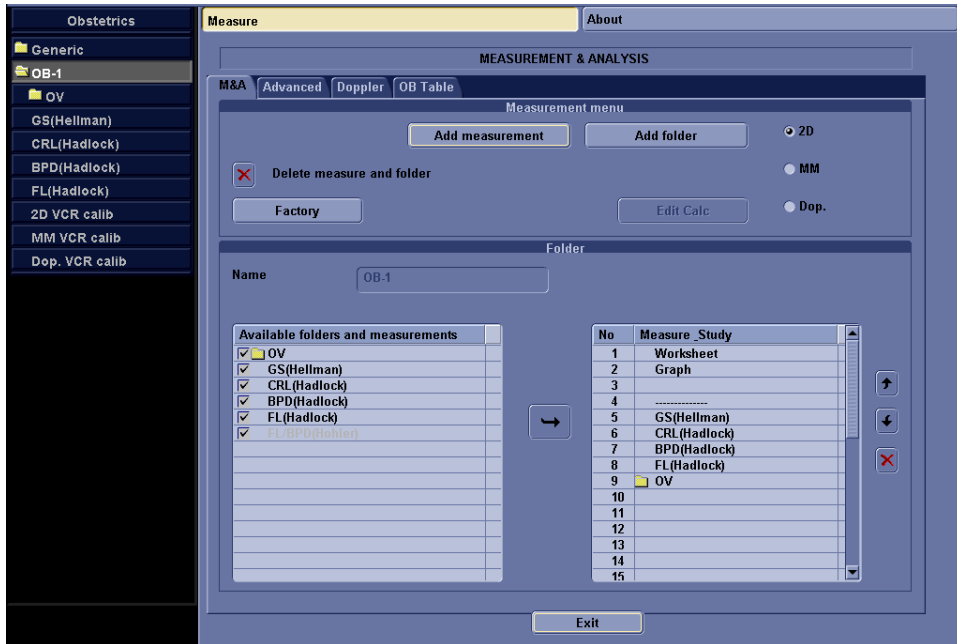 Obstetrics
Generic
OB-1
OV
GS(Hellman)
CRL(Hadlock)
BPD(Hadlock)
FL(Hadlock)
2D VCR calib
MM VCR calib
Dop. VCR calib
Measure
About
MEASUREMENT & ANALYSIS
M&A Advanced Doppler OB Table
Measurement menu
Add measurement Add folder 2D
Delete measure and folder MM
Factory Edit Calc Dop.
Folder
Name OB-1
Available folders and measurements
OV
GS(Hellman)
CRL(Hadlock)
BPD(Hadlock)
FL(Hadlock)
FL/BPD(Hohler)
No Measure _Study
1 Worksheet
2 Graph
3
4 --------------
5 GS(Hellman)
6 CRL(Hadlock)
7 BPD(Hadlock)
8 FL(Hadlock)
9 OV
10
11
12
13
14
15
Exit